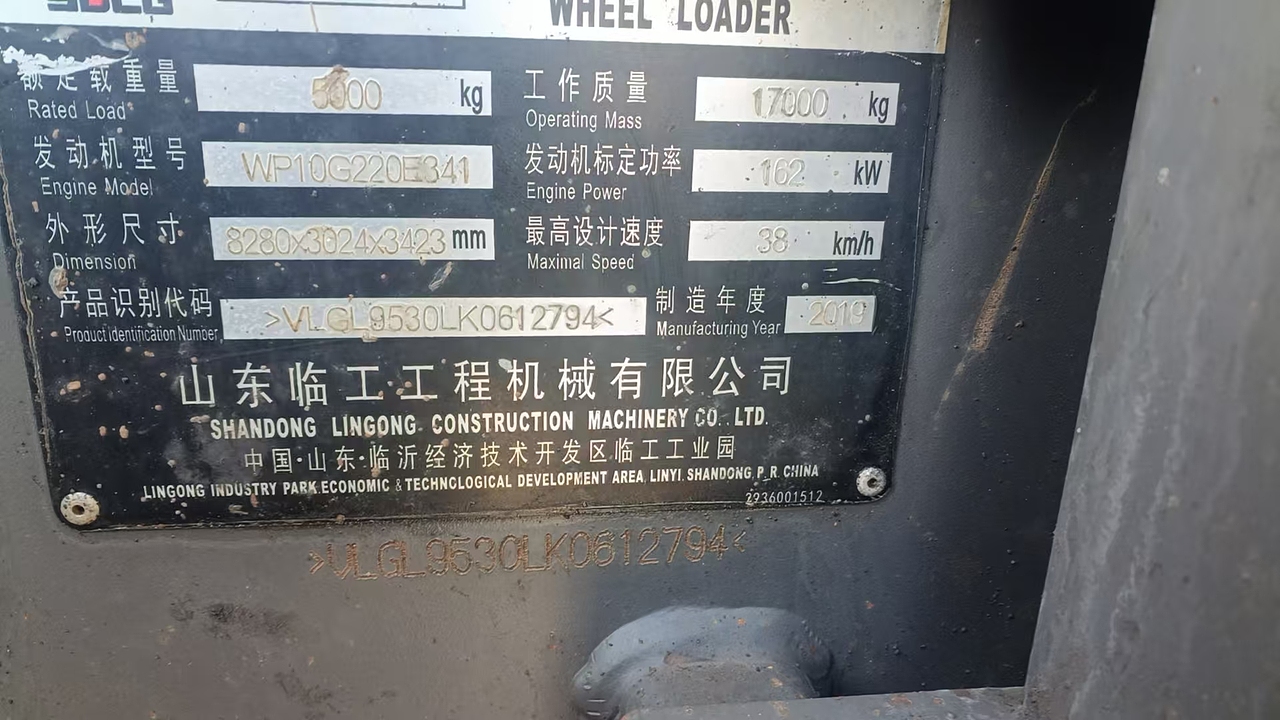 SDLG
WHEEL LOADER
额定载重量 5000 kg 工作质量 17000 kg
Rated Load Operating Mass
发动机型号 WP10G220E341 发动机标定功率 162 kW
Engine Model Engine Power
外形尺寸 8280x3024x3423 mm 最高设计速度 38 km/h
Dimension Maximal Speed
产品识别代码 >VLGL9530LK0612794< 制造年度 2019
Product identification Number Manufacturing Year
山东临工工程机械有限公司
SHANDONG LINGONG CONSTRUCTION MACHINERY CO. LTD.
中国·山东·临沂经济技术开发区临工工业园
LINGONG INDUSTRY PARK.ECONOMIC & TECHNCLOGICAL DEVELOPMENT AREA, LINYI. SHANDONG, P. R. CHINA
2936001512
>VLGL9530LK0612794<